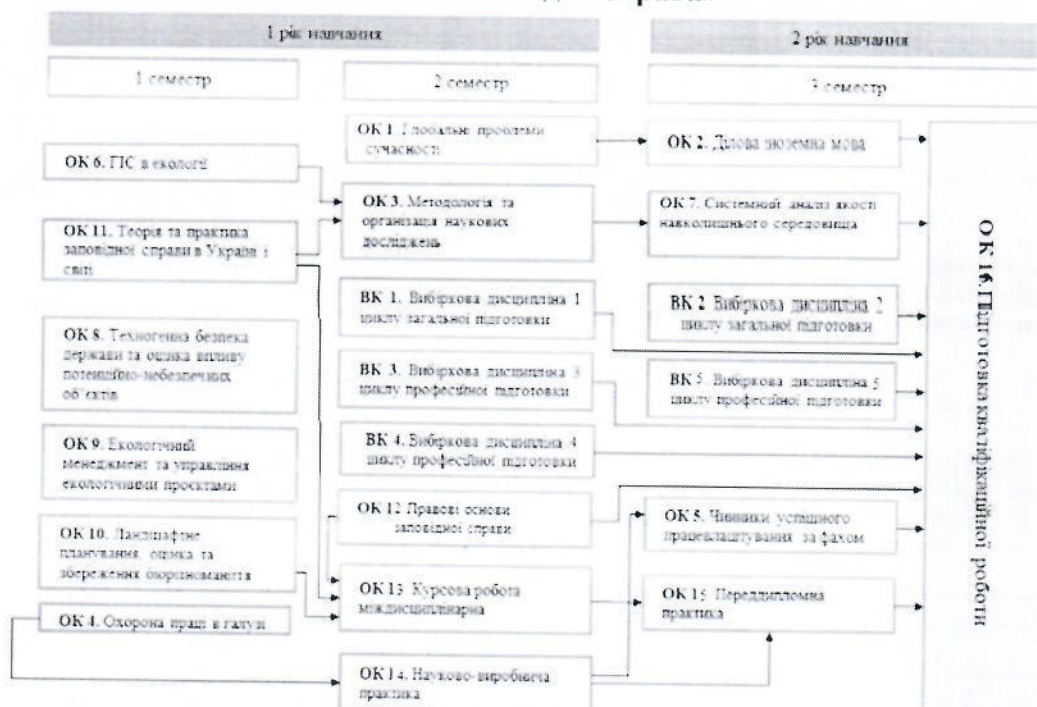 1 рік навчання
2 рік навчання
1 семестр
2 семестр
3 семестр
ОК 6. ГІС в екології
ОК 11. Теорія та практика
заповідної справи в Україні і
світі
ОК 8. Техногенна безпека
держави та оцінка впливу
потенційно-небезпечних
об'єктів
ОК 9. Екологічний
менеджмент та управління
екологічними проєктами
ОК 10. Ландшафтне
планування, оцінка та
збереження біорізноманіття
ОК 4. Охорона праці в галузі
ОК 1. Глобальні проблеми
сучасності
ОК 3. Методологія та
організація наукових
досліджень
ВК 1. Вибіркова дисципліна 1
циклу загальної підготовки
ВК 3. Вибіркова дисципліна 3
циклу професійної підготовки
ВК 4. Вибіркова дисципліна 4
циклу професійної підготовки
ОК 12 Правові основи
заповідної справи
ОК 13 Курсова робота
міждисциплінарна
ОК 14. Науково-виробнича
практика
ОК 2. Ділова іноземна мова
ОК 7. Системний аналіз якості
навколишнього середовища
ВК 2 Вибіркова дисципліна 2
циклу загальної підготовки
ВК 5. Вибіркова дисципліна 5
циклу професійної підготовки
ОК 5. Чинники успішного
працевлаштування за фахом
ОК 15. Переддипломна
практика
ОК 16. Підготовка кваліфікаційної роботи